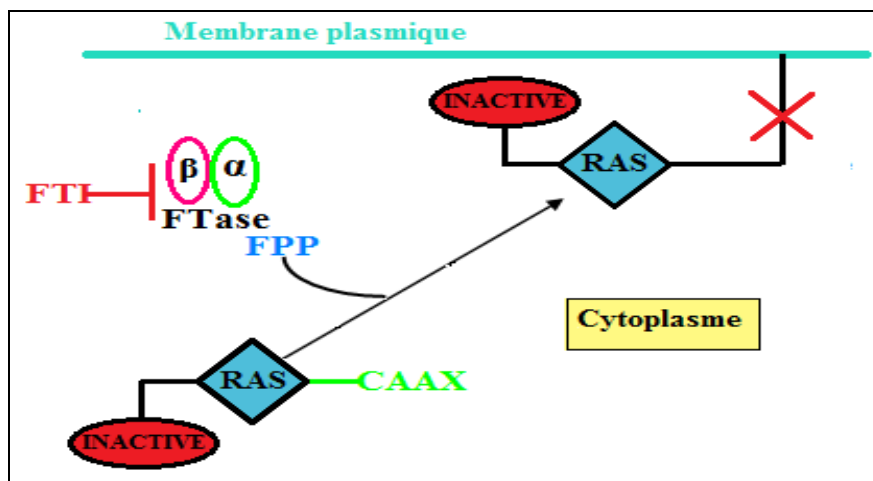 Membrane plasmique
INACTIVE
RAS
β α
FTI
FTase
FPP
Cytoplasme
RAS
CAAX
INACTIVE